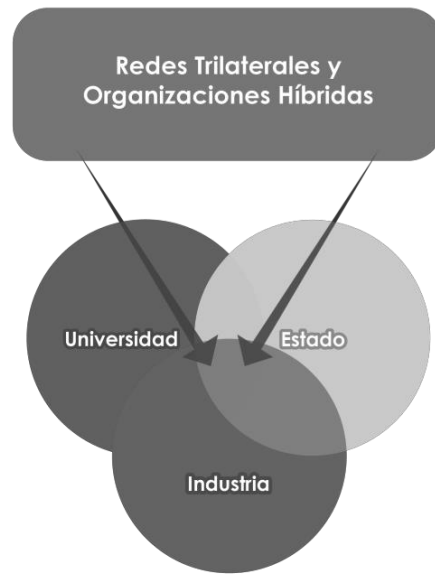 Redes Trilaterales y
Organizaciones Híbridas
Universidad
Estado
Industria